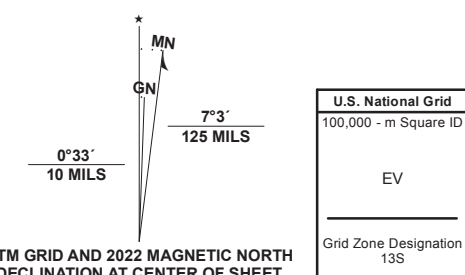 ★
MN
GN
7°3´
125 MILS
0°33´
10 MILS
TM GRID AND 2022 MAGNETIC NORTH
DECLINATION AT CENTER OF SHEET
U.S. National Grid
100,000 - m Square ID
EV
Grid Zone Designation
13S